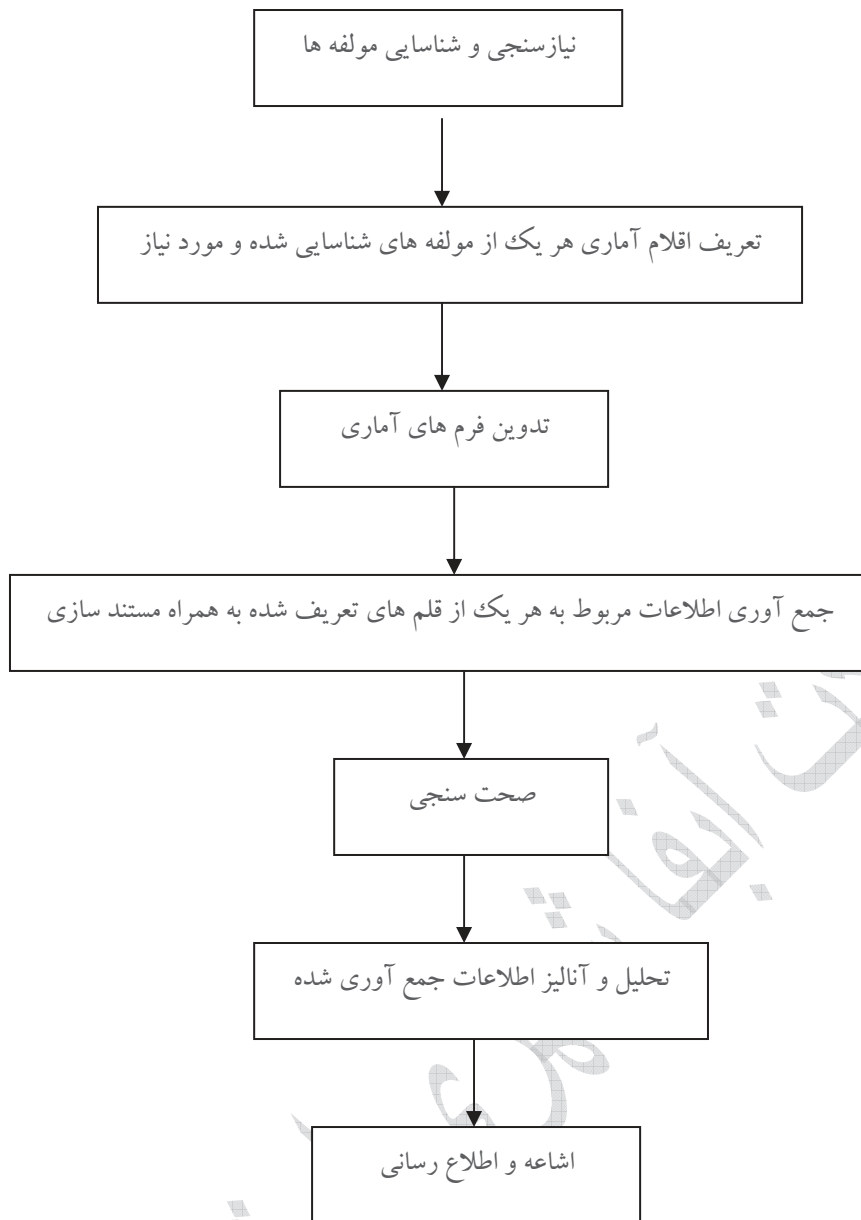 نیازسنجی و شناسایی مولفه ها
تعریف اقلام آماری هر یک از مولفه های شناسایی شده و مورد نیاز
تدوین فرم های آماری
جمع آوری اطلاعات مربوط به هر یک از قلم های تعریف شده به همراه مستند سازی
صحت سنجی
تحلیل و آنالیز اطلاعات جمع آوری شده
اشاعه و اطلاع رسانی